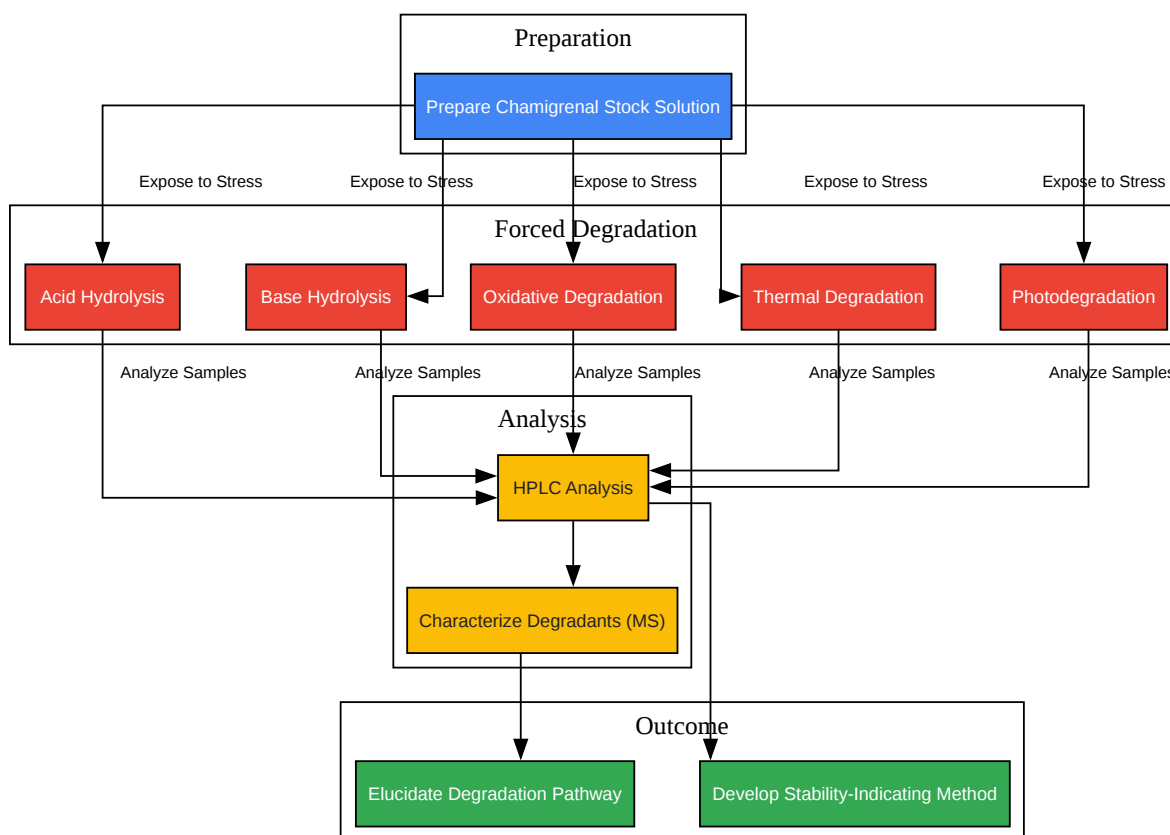 Preparation
Prepare Chamigrenal Stock Solution
Expose to Stress
Expose to Stress
Expose to Stress
Expose to Stress
Expose to Stress
Forced Degradation
Acid Hydrolysis
Base Hydrolysis
Oxidative Degradation
Thermal Degradation
Photodegradation
Analyze Samples
Analyze Samples
Analyze Samples
Analyze Samples
Analyze Samples
Analysis
HPLC Analysis
Characterize Degradants (MS)
Outcome
Elucidate Degradation Pathway
Develop Stability-Indicating Method